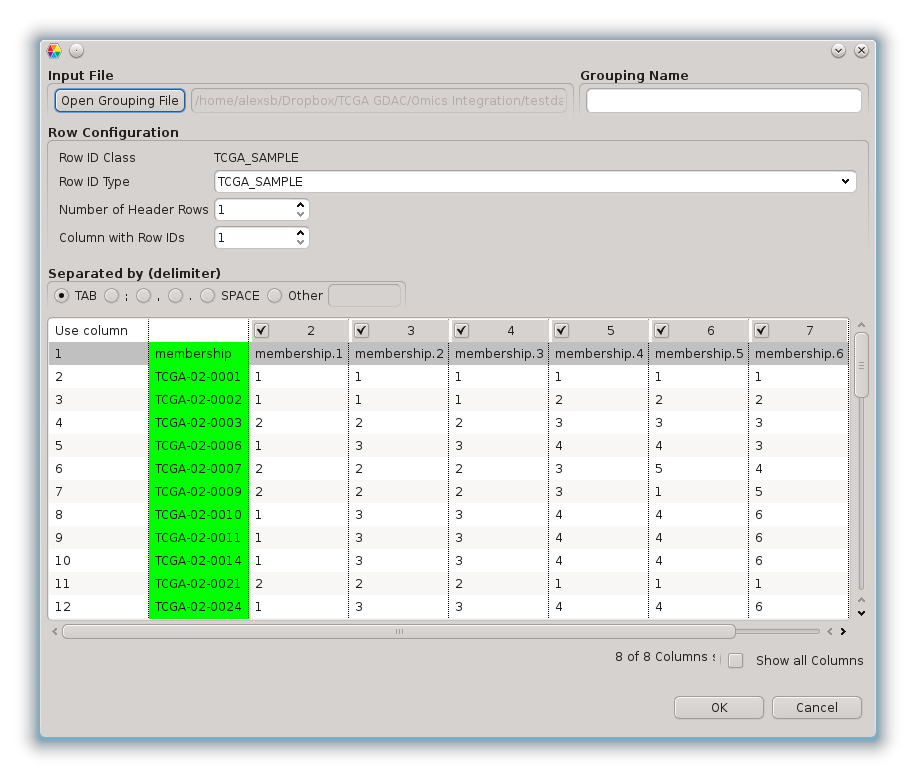 Input File Grouping Name
Open Grouping File /home/alexsb/Dropbox/TCGA GDAC/Omics Integration/testda
Row Configuration
Row ID Class TCGA_SAMPLE
Row ID Type TCGA_SAMPLE
Number of Header Rows 1
Column with Row IDs 1
Separated by (delimiter)
TAB ; , . SPACE Other
Use column 2 3 4 5 6 7
1 membership membership.1 membership.2 membership.3 membership.4 membership.5 membership.6
2 TCGA-02-0001 1 1 1 1 1 1
3 TCGA-02-0002 1 1 1 2 2 2
4 TCGA-02-0003 2 2 2 3 3 3
5 TCGA-02-0006 1 3 3 4 4 3
6 TCGA-02-0007 2 2 2 3 5 4
7 TCGA-02-0009 2 2 2 3 1 5
8 TCGA-02-0010 1 3 3 4 4 6
9 TCGA-02-0011 1 3 3 4 4 6
10 TCGA-02-0014 1 3 3 4 4 6
11 TCGA-02-0021 2 2 2 1 1 1
12 TCGA-02-0024 1 3 3 4 4 6
8 of 8 Columns Show all Columns
OK Cancel